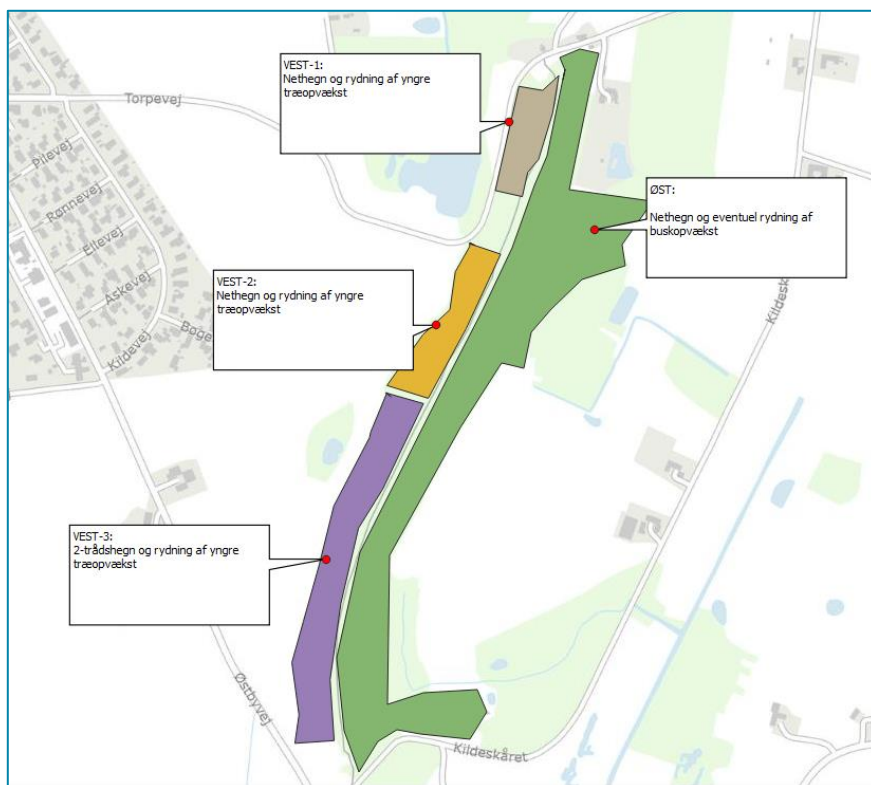 VEST-1:
Nethegn og rydning af yngre
træopvækst
Torpevej
Pilevej
Rønnevej
Ellevej
Askevej
Kildevej
Bøge
ØST:
Nethegn og eventuel rydning af
buskopvækst
VEST-2:
Nethegn og rydning af yngre
træopvækst
Kildesk
VEST-3:
2-trådshegn og rydning af yngre
træopvækst
Østbyvej
Kildeskåret